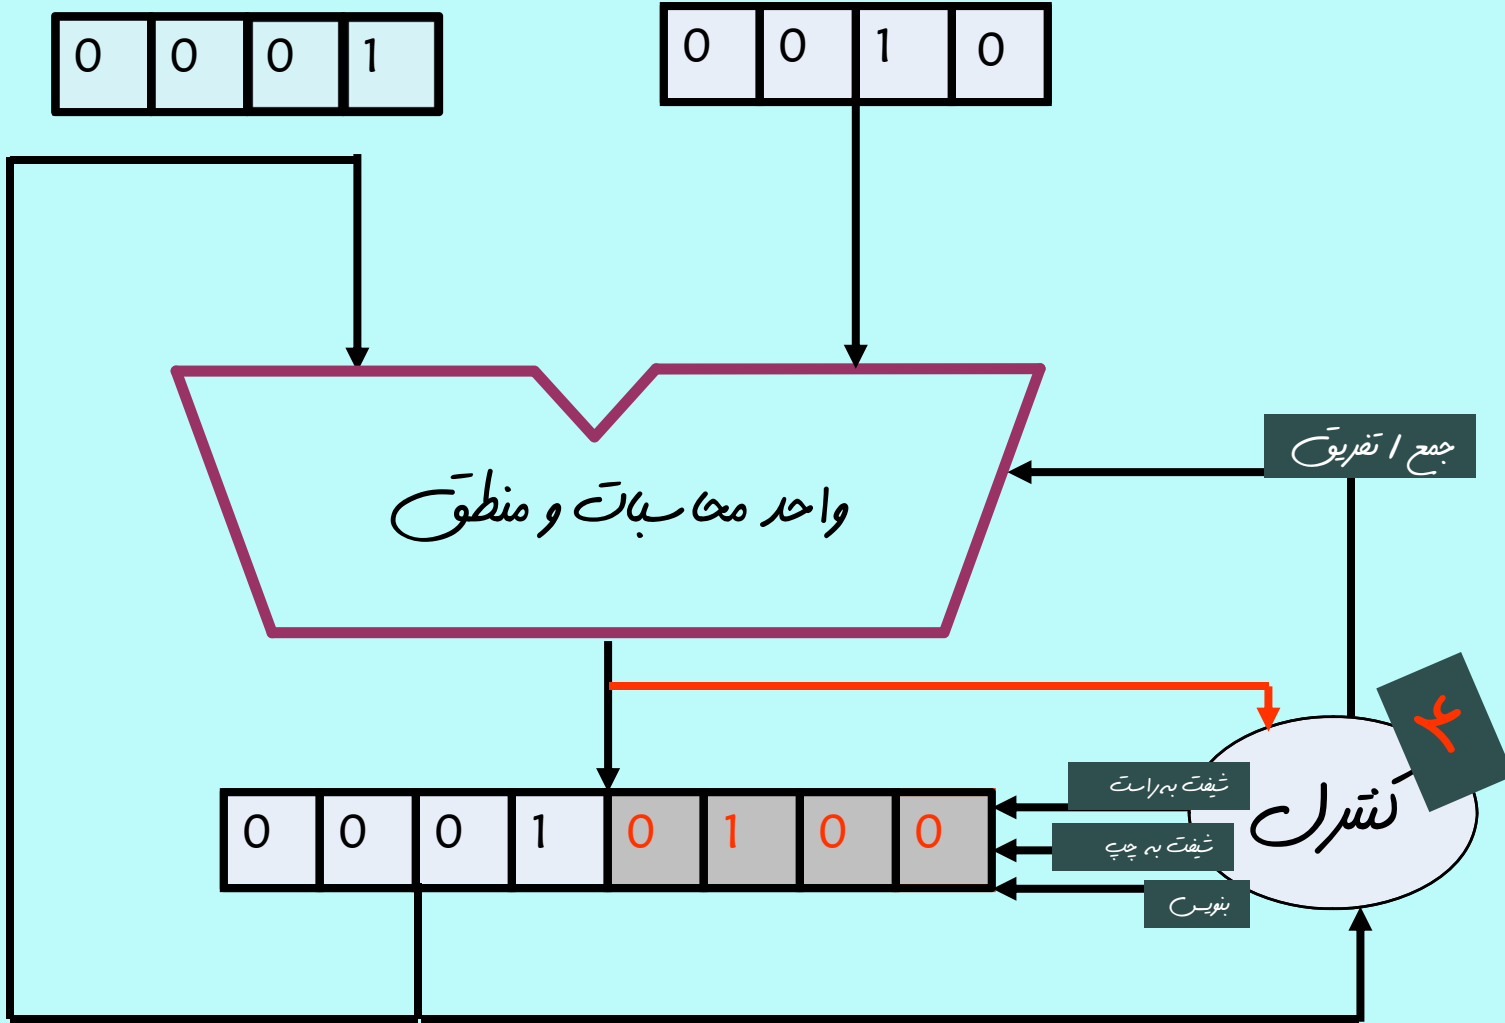 0 0 0 1
0 0 1 0
جمع / تفریق
واحد محاسبات و منطق
۴
شیفت به راست
کنترل
0 0 0 1 0 1 0 0
شیفت به چپ
بنویس